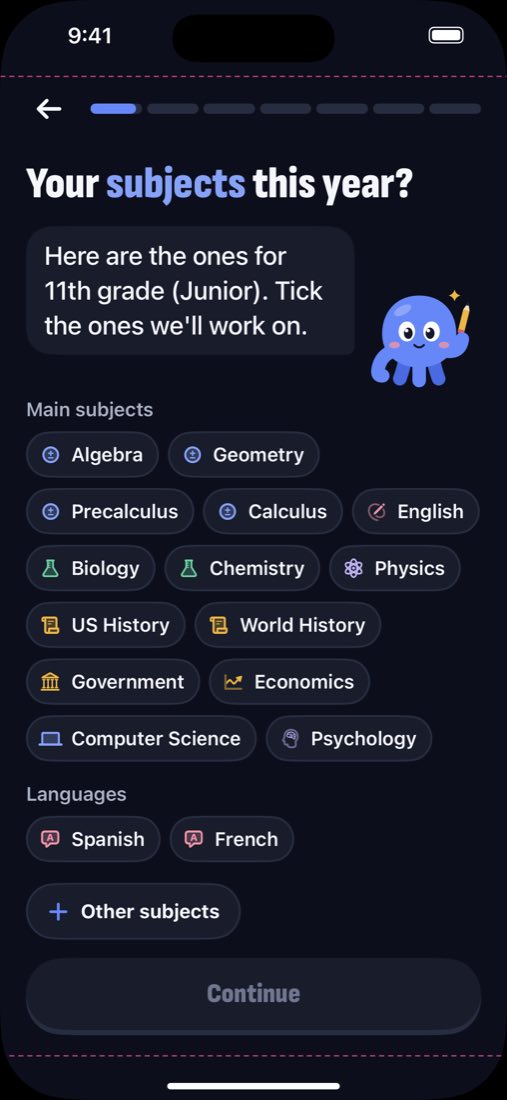 9:41
Your subjects this year?
Here are the ones for
11th grade (Junior). Tick
the ones we'll work on.
Main subjects
Algebra
Geometry
Precalculus
Calculus
English
Biology
Chemistry
Physics
US History
World History
Government
Economics
Computer Science
Psychology
Languages
A Spanish
A French
+ Other subjects
Continue